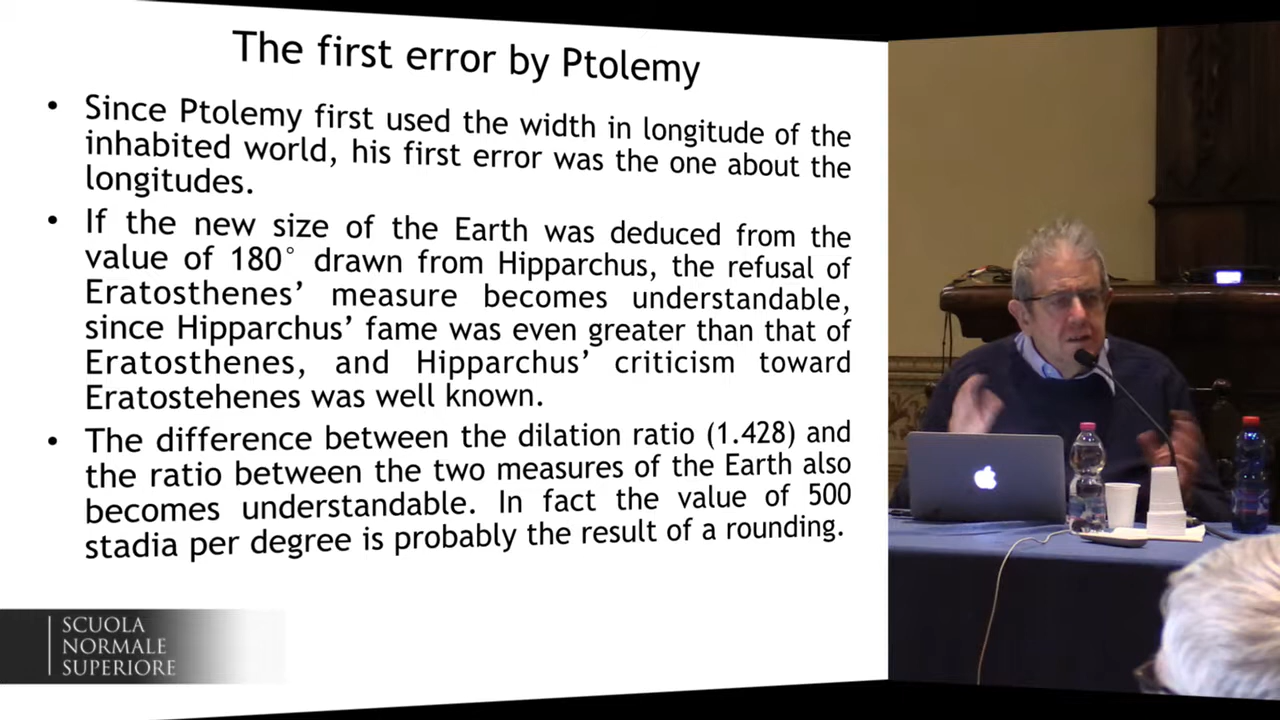 The first error by Ptolemy
• Since Ptolemy first used the width in longitude of the
inhabited world, his first error was the one about the
longitudes.
• If the new size of the Earth was deduced from the
value of 180° drawn from Hipparchus, the refusal of
Eratosthenes’ measure becomes understandable,
since Hipparchus’ fame was even greater than that of
Eratosthenes, and Hipparchus’ criticism toward
Eratostehenes was well known.
• The difference between the dilation ratio (1.428) and
the ratio between the two measures of the Earth also
becomes understandable. In fact the value of 500
stadia per degree is probably the result of a rounding.
SCUOLA
NORMALE
SUPERIORE